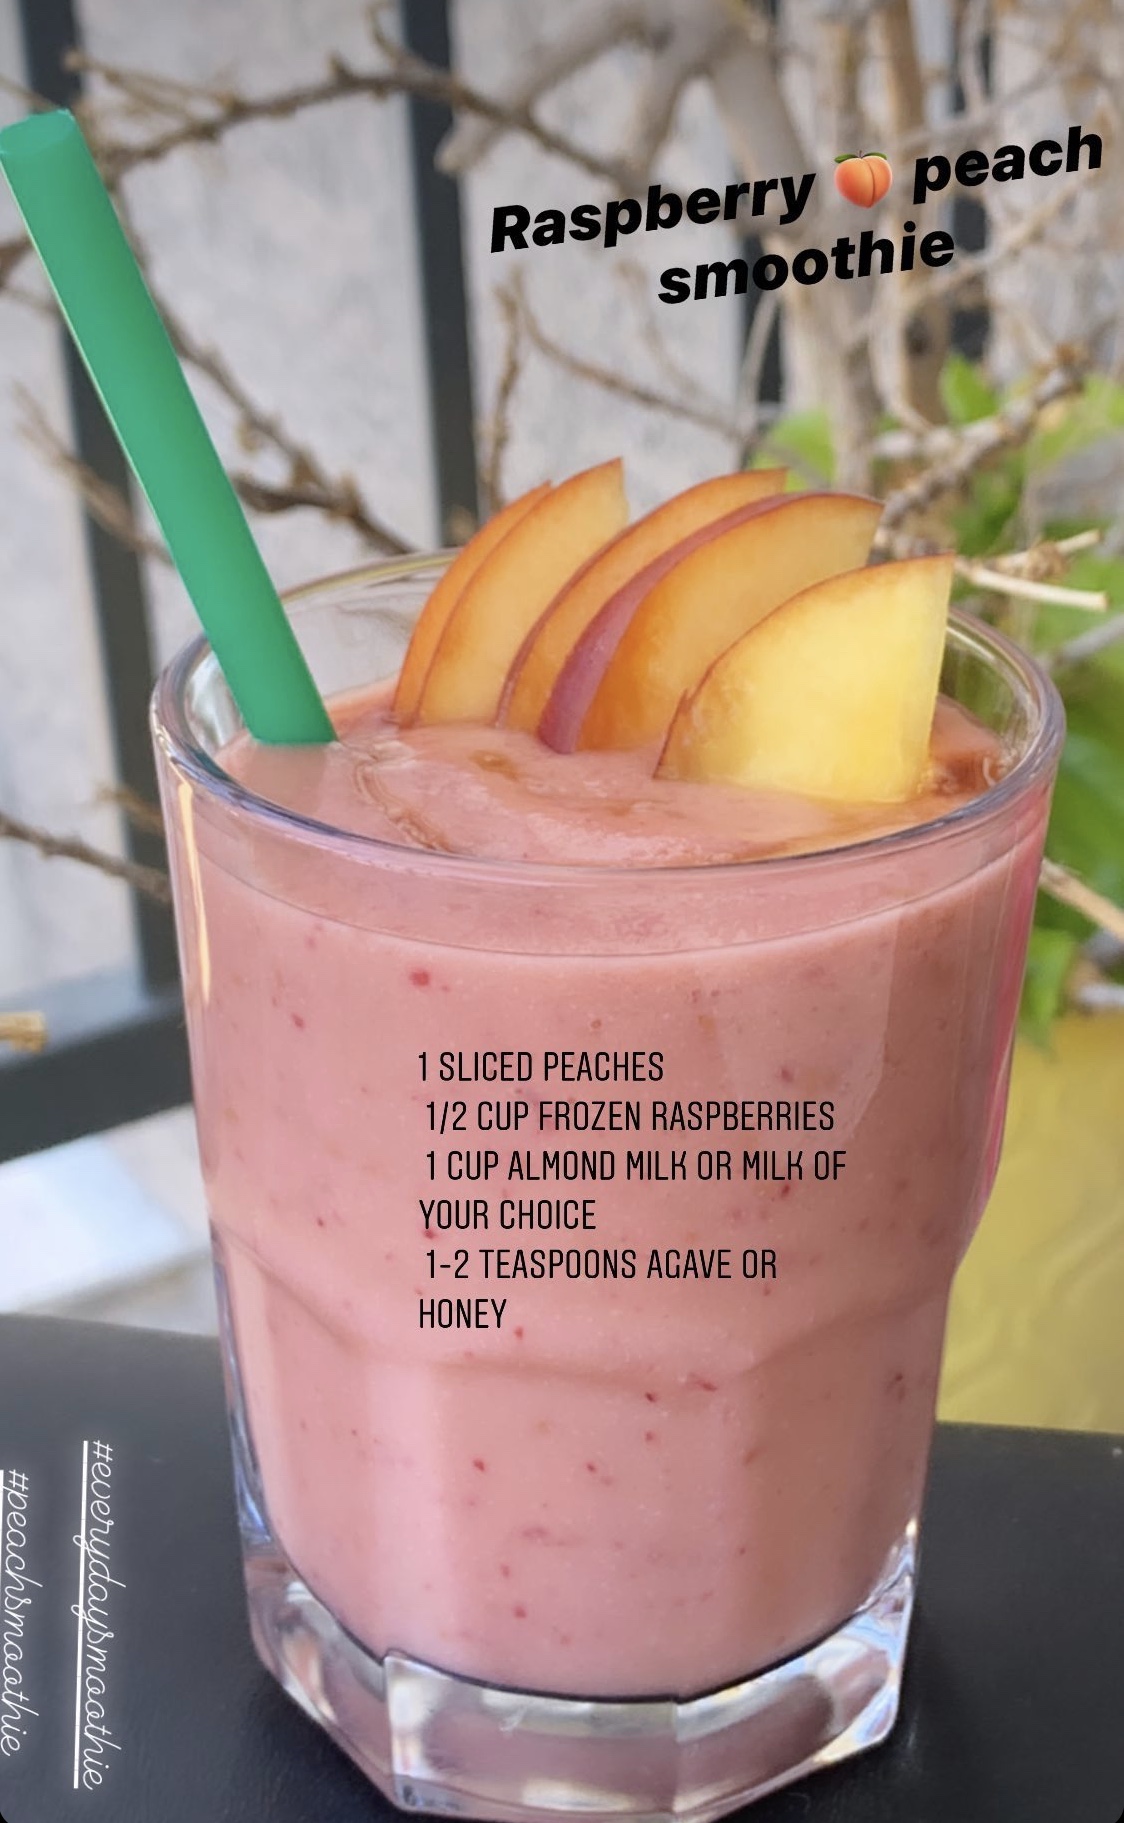 Raspberry 🍑 peach
smoothie
1 SLICED PEACHES
1/2 CUP FROZEN RASPBERRIES
1 CUP ALMOND MILK OR MILK OF
YOUR CHOICE
1-2 TEASPOONS AGAVE OR
HONEY
#everydaysmoothie
#peachsmoothie